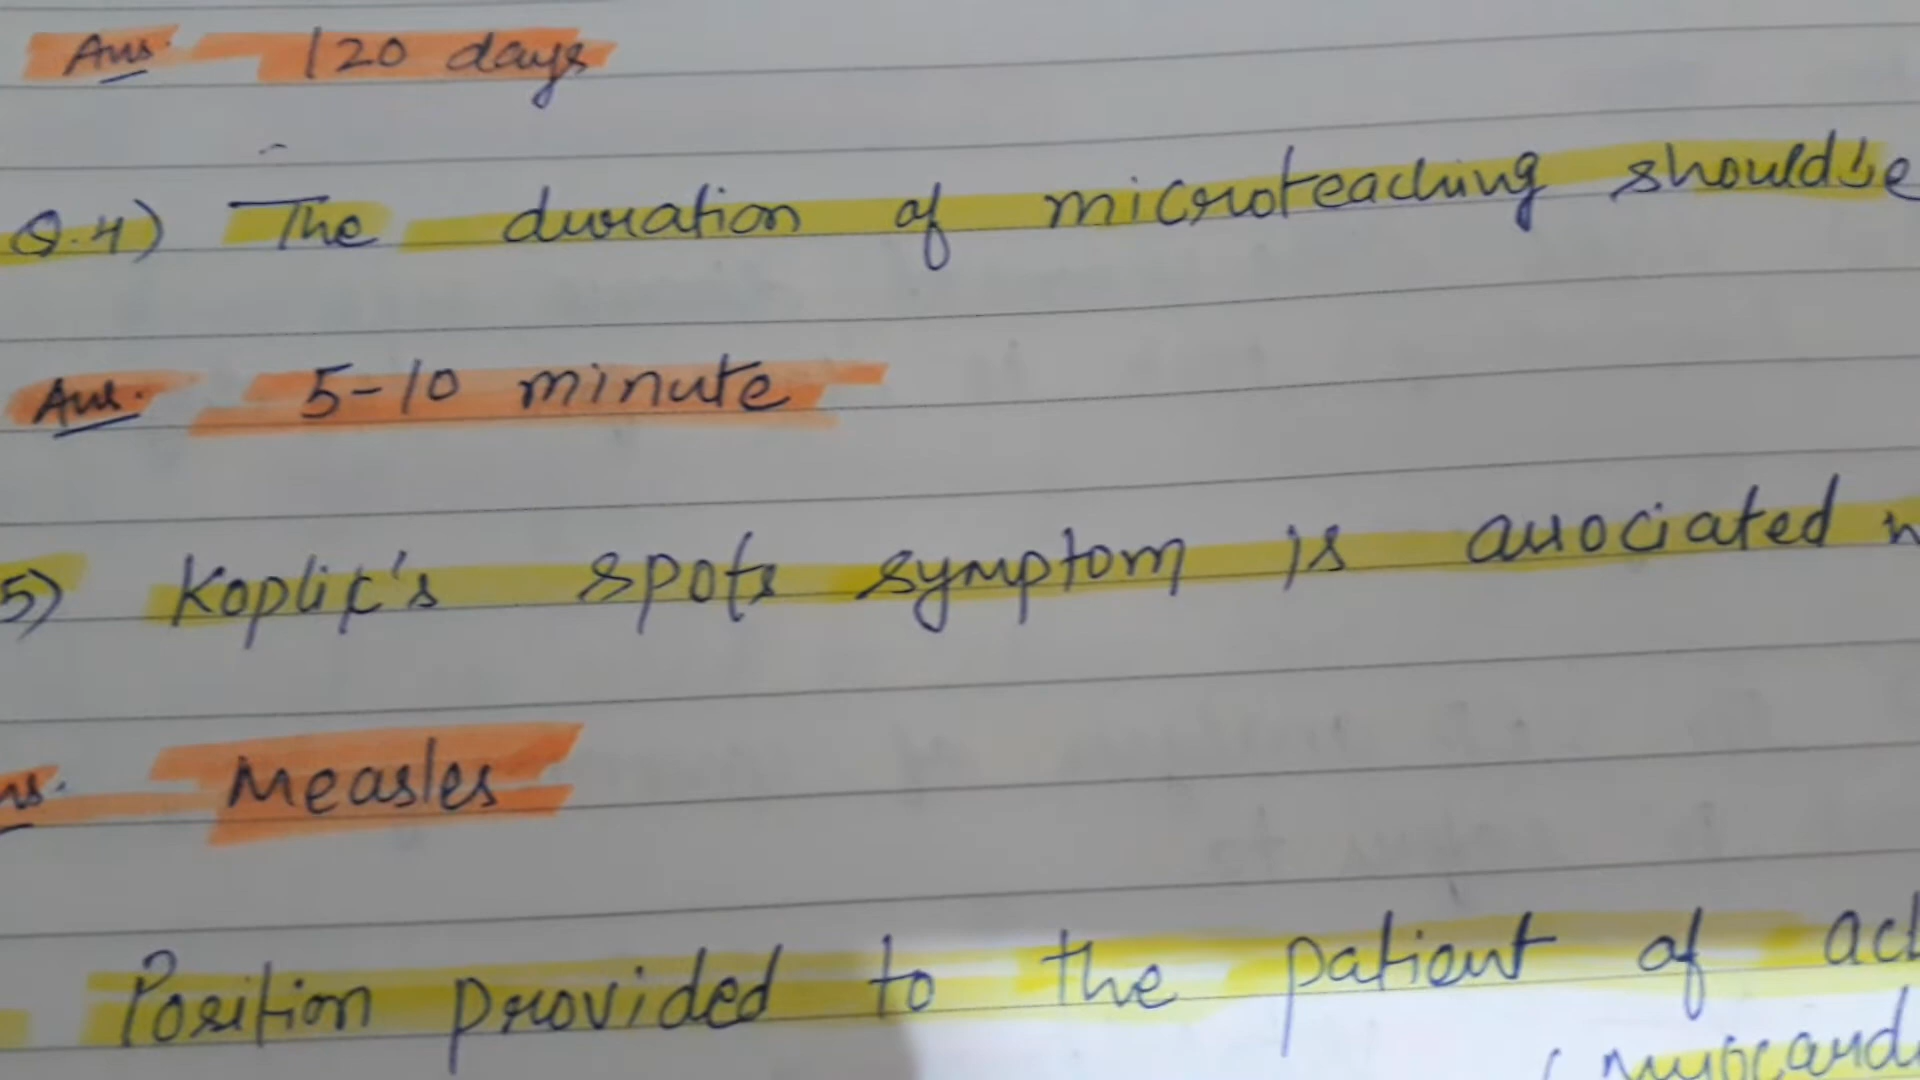 Ans. 120 days
Q.4) The duration of microteaching should be
Ans. 5-10 minute
5) Koplik's spots symptom is associated
ns. Measles
Position provided to the patient of